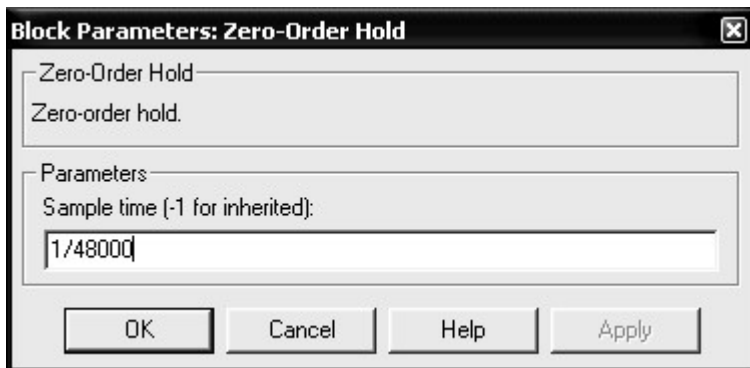 Block Parameters: Zero-Order Hold
Zero-Order Hold
Zero-order hold.
Parameters
Sample time (-1 for inherited):
1/48000
OK Cancel Help Apply